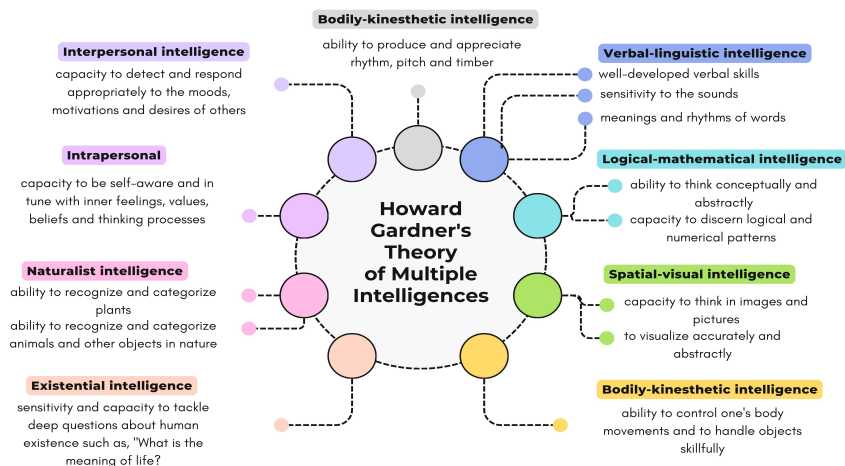 Bodily-kinesthetic intelligence
ability to produce and appreciate
rhythm, pitch and timber
Interpersonal intelligence
capacity to detect and respond
appropriately to the moods,
motivations and desires of others
Verbal-linguistic intelligence
well-developed verbal skills
sensitivity to the sounds
meanings and rhythms of words
Intrapersonal
capacity to be self-aware and in
tune with inner feelings, values,
beliefs and thinking processes
Logical-mathematical intelligence
ability to think conceptually and
abstractly
capacity to discern logical and
numerical patterns
Howard
Gardner's
Theory
of Multiple
Intelligences
Naturalist intelligence
ability to recognize and categorize
plants
ability to recognize and categorize
animals and other objects in nature
Spatial-visual intelligence
capacity to think in images and
pictures
to visualize accurately and
abstractly
Existential intelligence
sensitivity and capacity to tackle
deep questions about human
existence such as, "What is the
meaning of life?
Bodily-kinesthetic intelligence
ability to control one's body
movements and to handle objects
skillfully